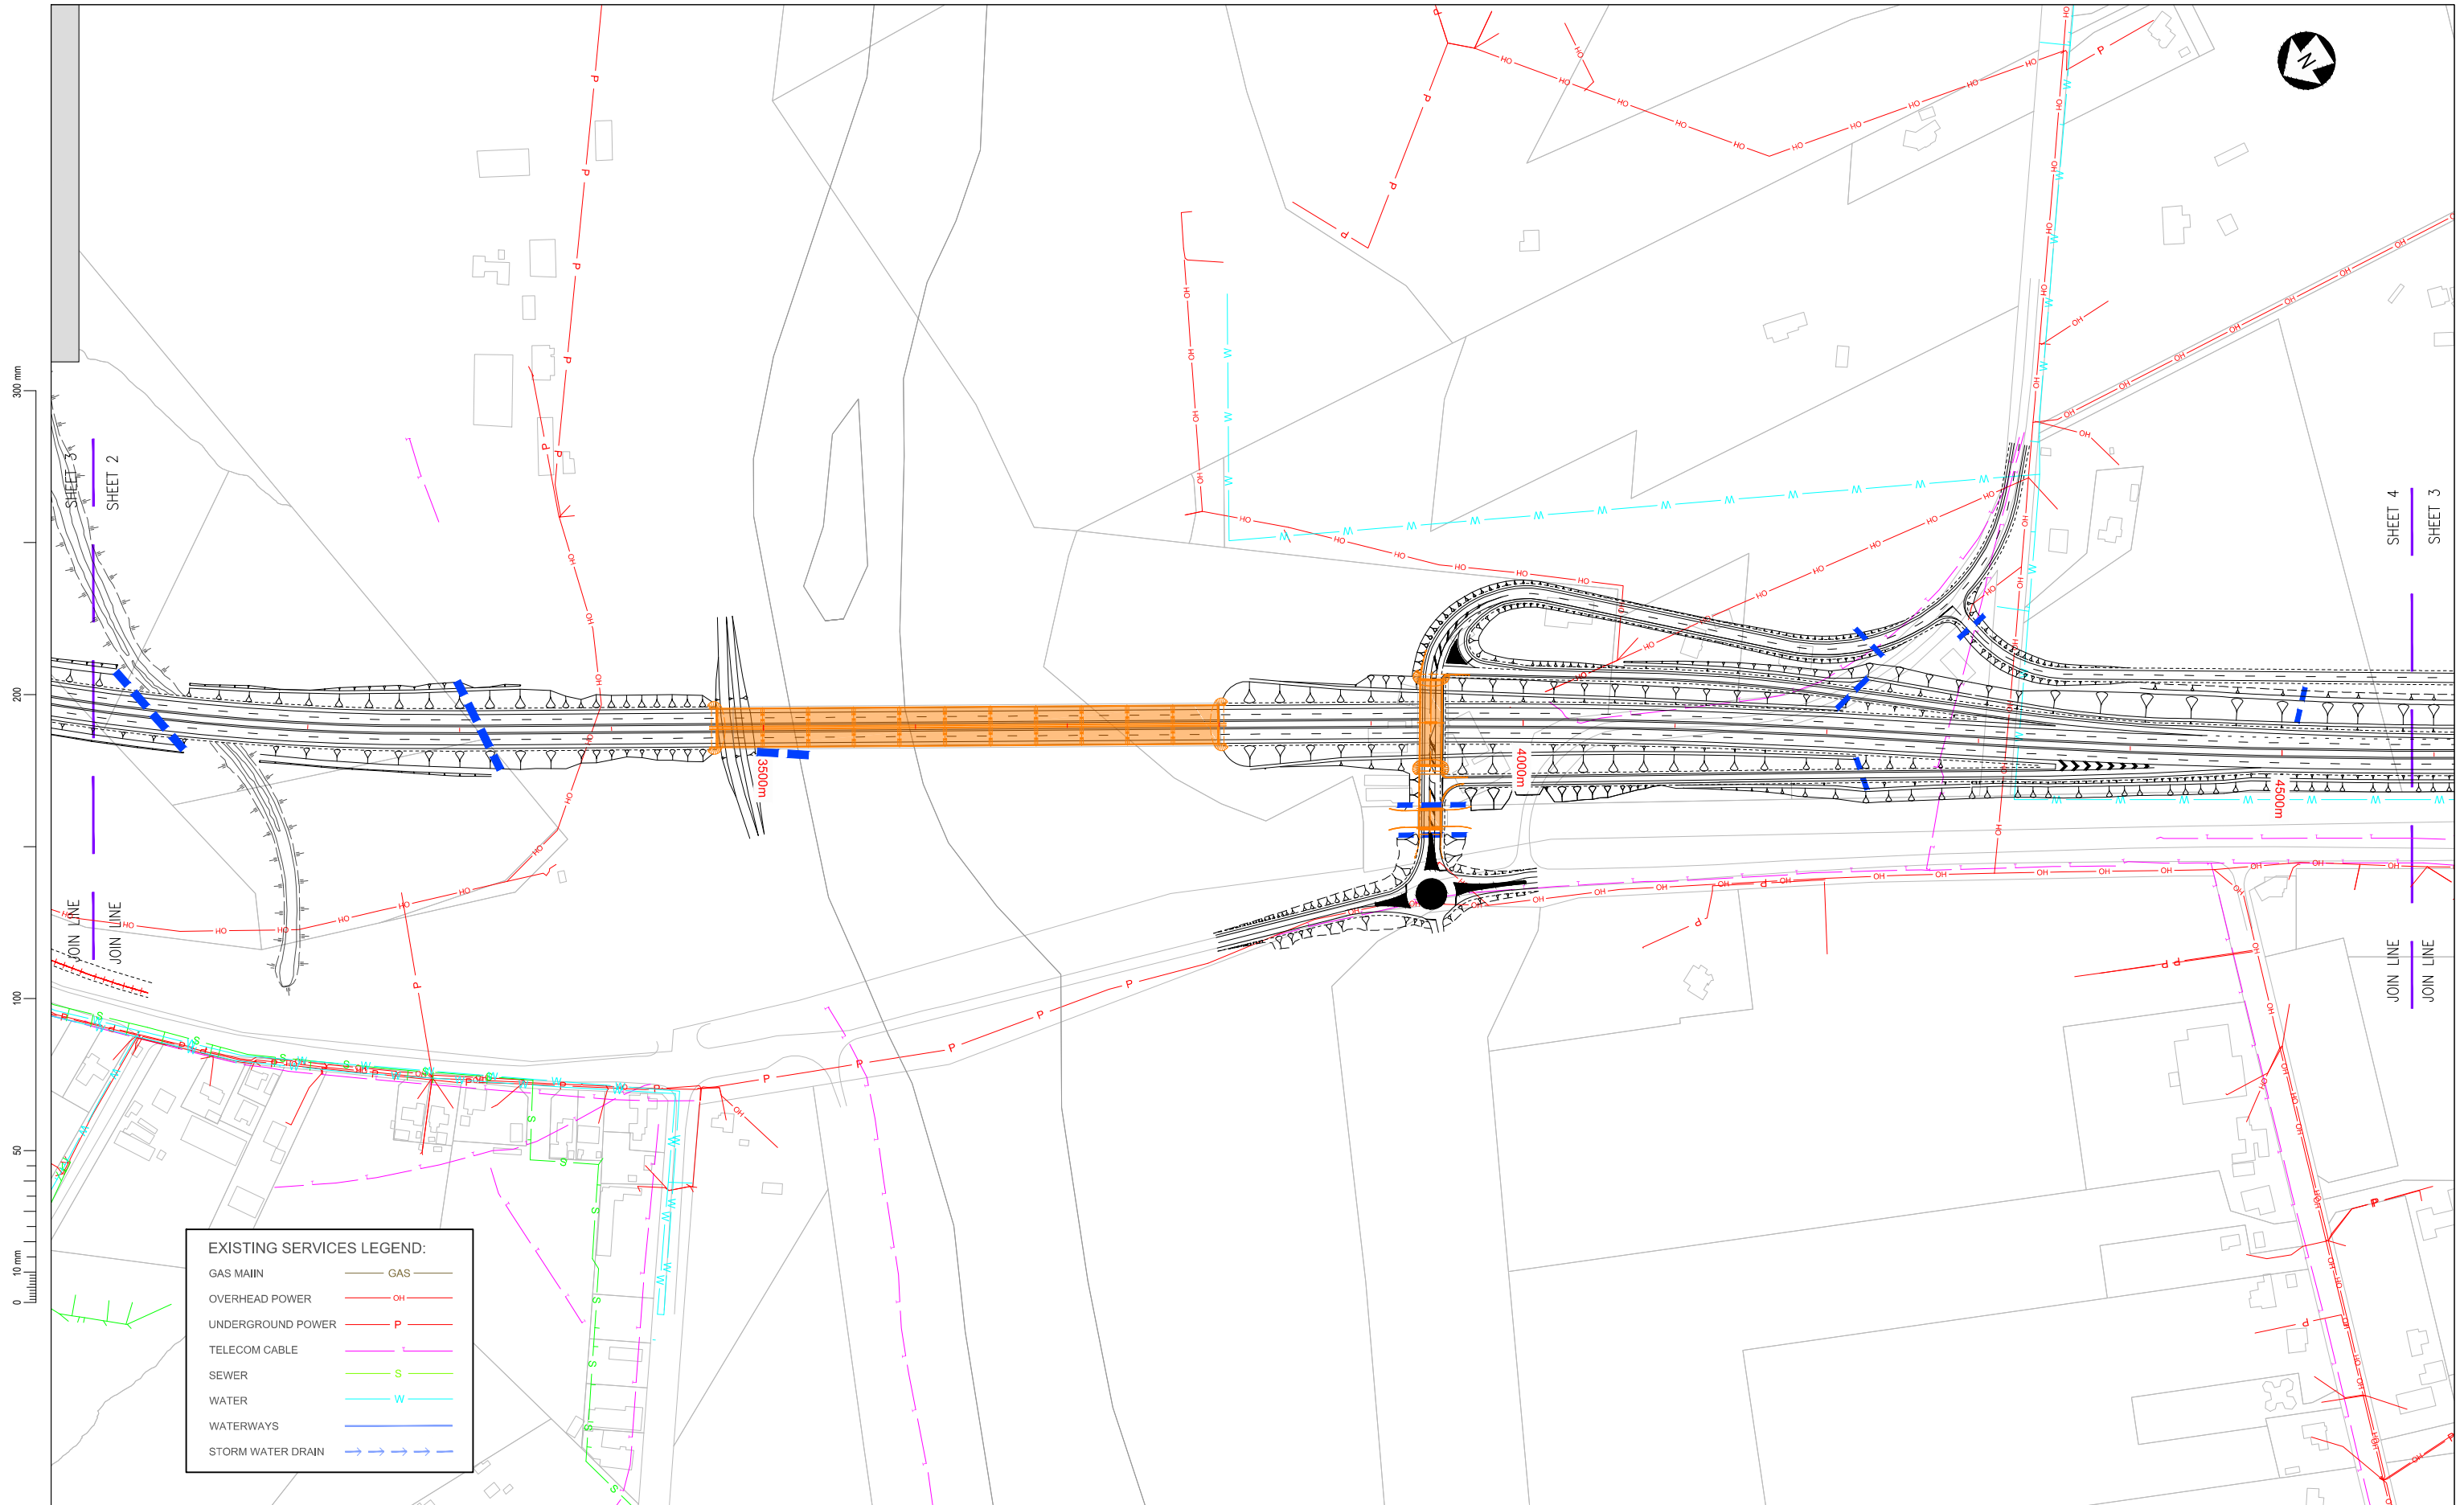 N
300 mm
200
100
50
10 mm
0
SHEET 3
SHEET 2
JOIN LINE
JOIN LINE
SHEET 4
SHEET 3
JOIN LINE
JOIN LINE
3500m
4000m
4500m
EXISTING SERVICES LEGEND:
GAS MAIIN GAS
OVERHEAD POWER OH
UNDERGROUND POWER P
TELECOM CABLE T
SEWER S
WATER W
WATERWAYS
STORM WATER DRAIN